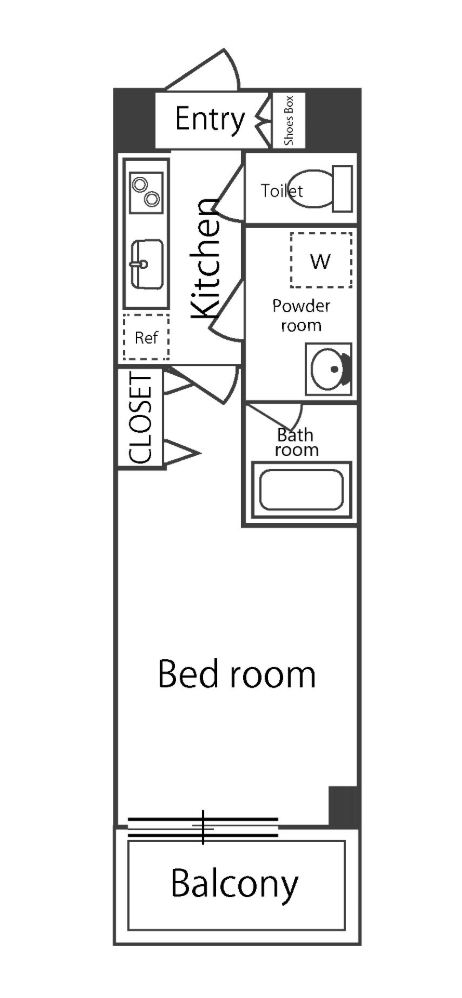 Entry
Shoes Box
Toilet
Kitchen
W
Powder
room
Ref
CLOSET
Bath
room
Bed room
Balcony